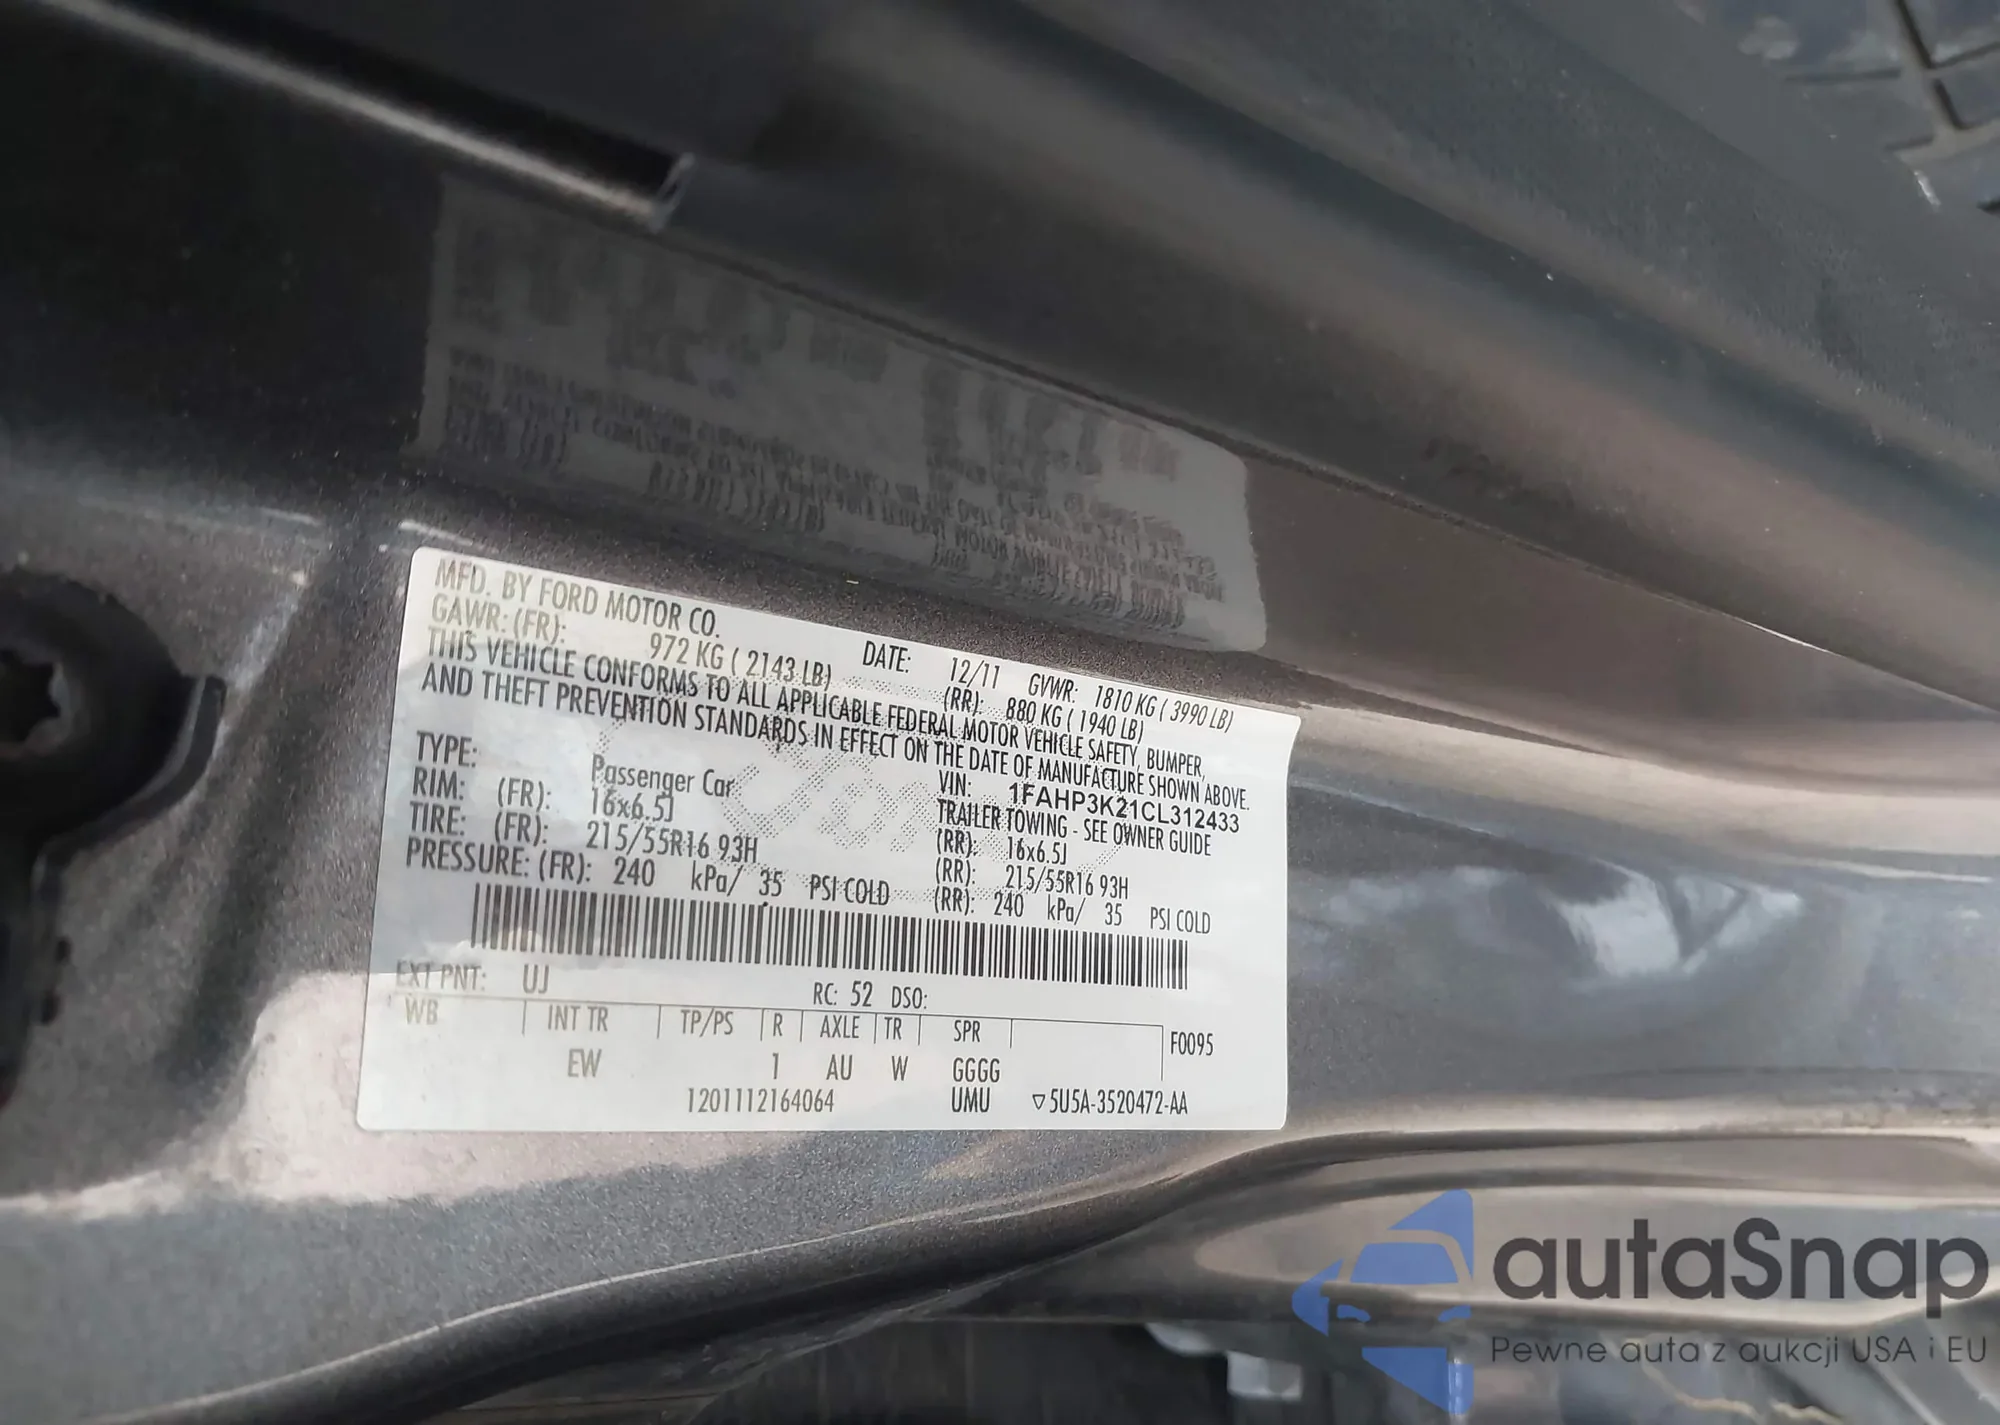 MFD. BY FORD MOTOR CO.
DATE: 12/11 GVWR: 1810 KG ( 3990 LB)
GAWR: (FR): 972 KG ( 2143 LB) (RR): 880 KG ( 1940 LB)
THIS VEHICLE CONFORMS TO ALL APPLICABLE FEDERAL MOTOR VEHICLE SAFETY, BUMPER,
AND THEFT PREVENTION STANDARDS IN EFFECT ON THE DATE OF MANUFACTURE SHOWN ABOVE.
VIN: 1FAHP3K21CL312433
TYPE: Passenger Car TRAILER TOWING - SEE OWNER GUIDE
RIM: (FR): 16x6.5J (RR): 16x6.5J
TIRE: (FR): 215/55R16 93H (RR): 215/55R16 93H
PRESSURE: (FR): 240 kPa/ 35 PSI COLD (RR): 240 kPa/ 35 PSI COLD
EXT PNT: UJ RC: 52 DSO:
WB INT TR TP/PS R AXLE TR SPR F0095
EW 1 AU W GGGG
1201112164064 UMU ▽5U5A-3520472-AA
autaSnap
Pewne auta z aukcji USA i EU